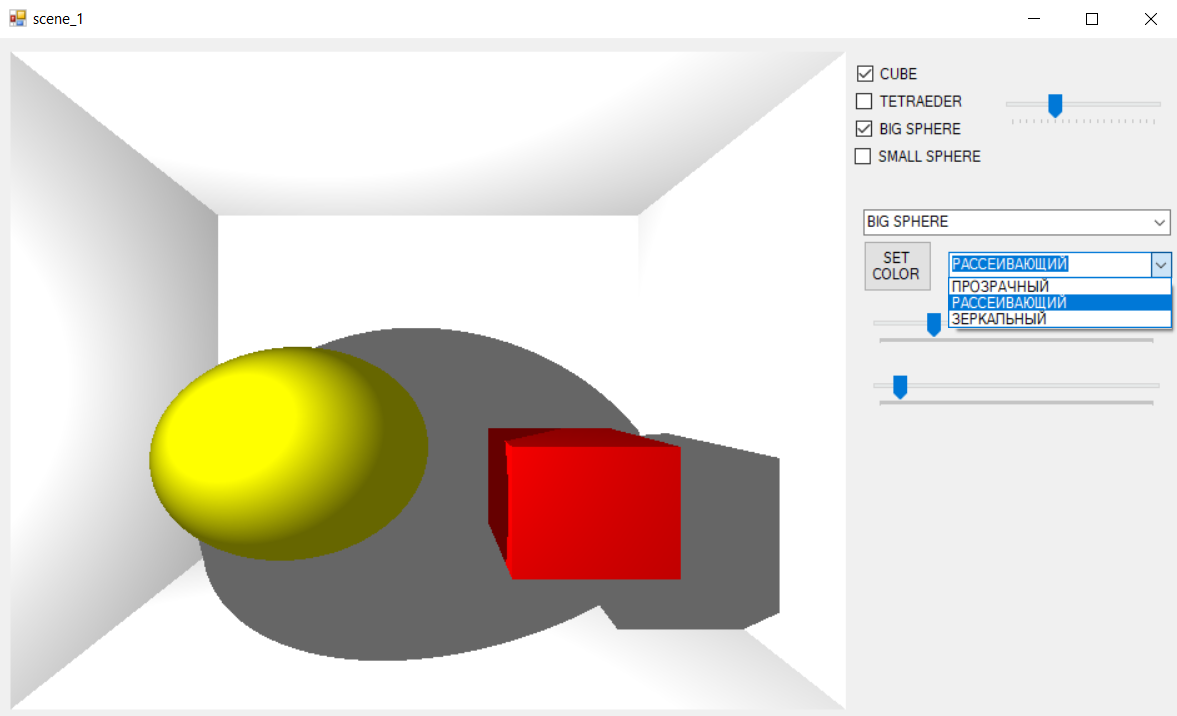 scene_1
CUBE
TETRAEDER
BIG SPHERE
SMALL SPHERE
BIG SPHERE
SET
COLOR
РАССЕИВАЮЩИЙ
ПРОЗРАЧНЫЙ
РАССЕИВАЮЩИЙ
ЗЕРКАЛЬНЫЙ